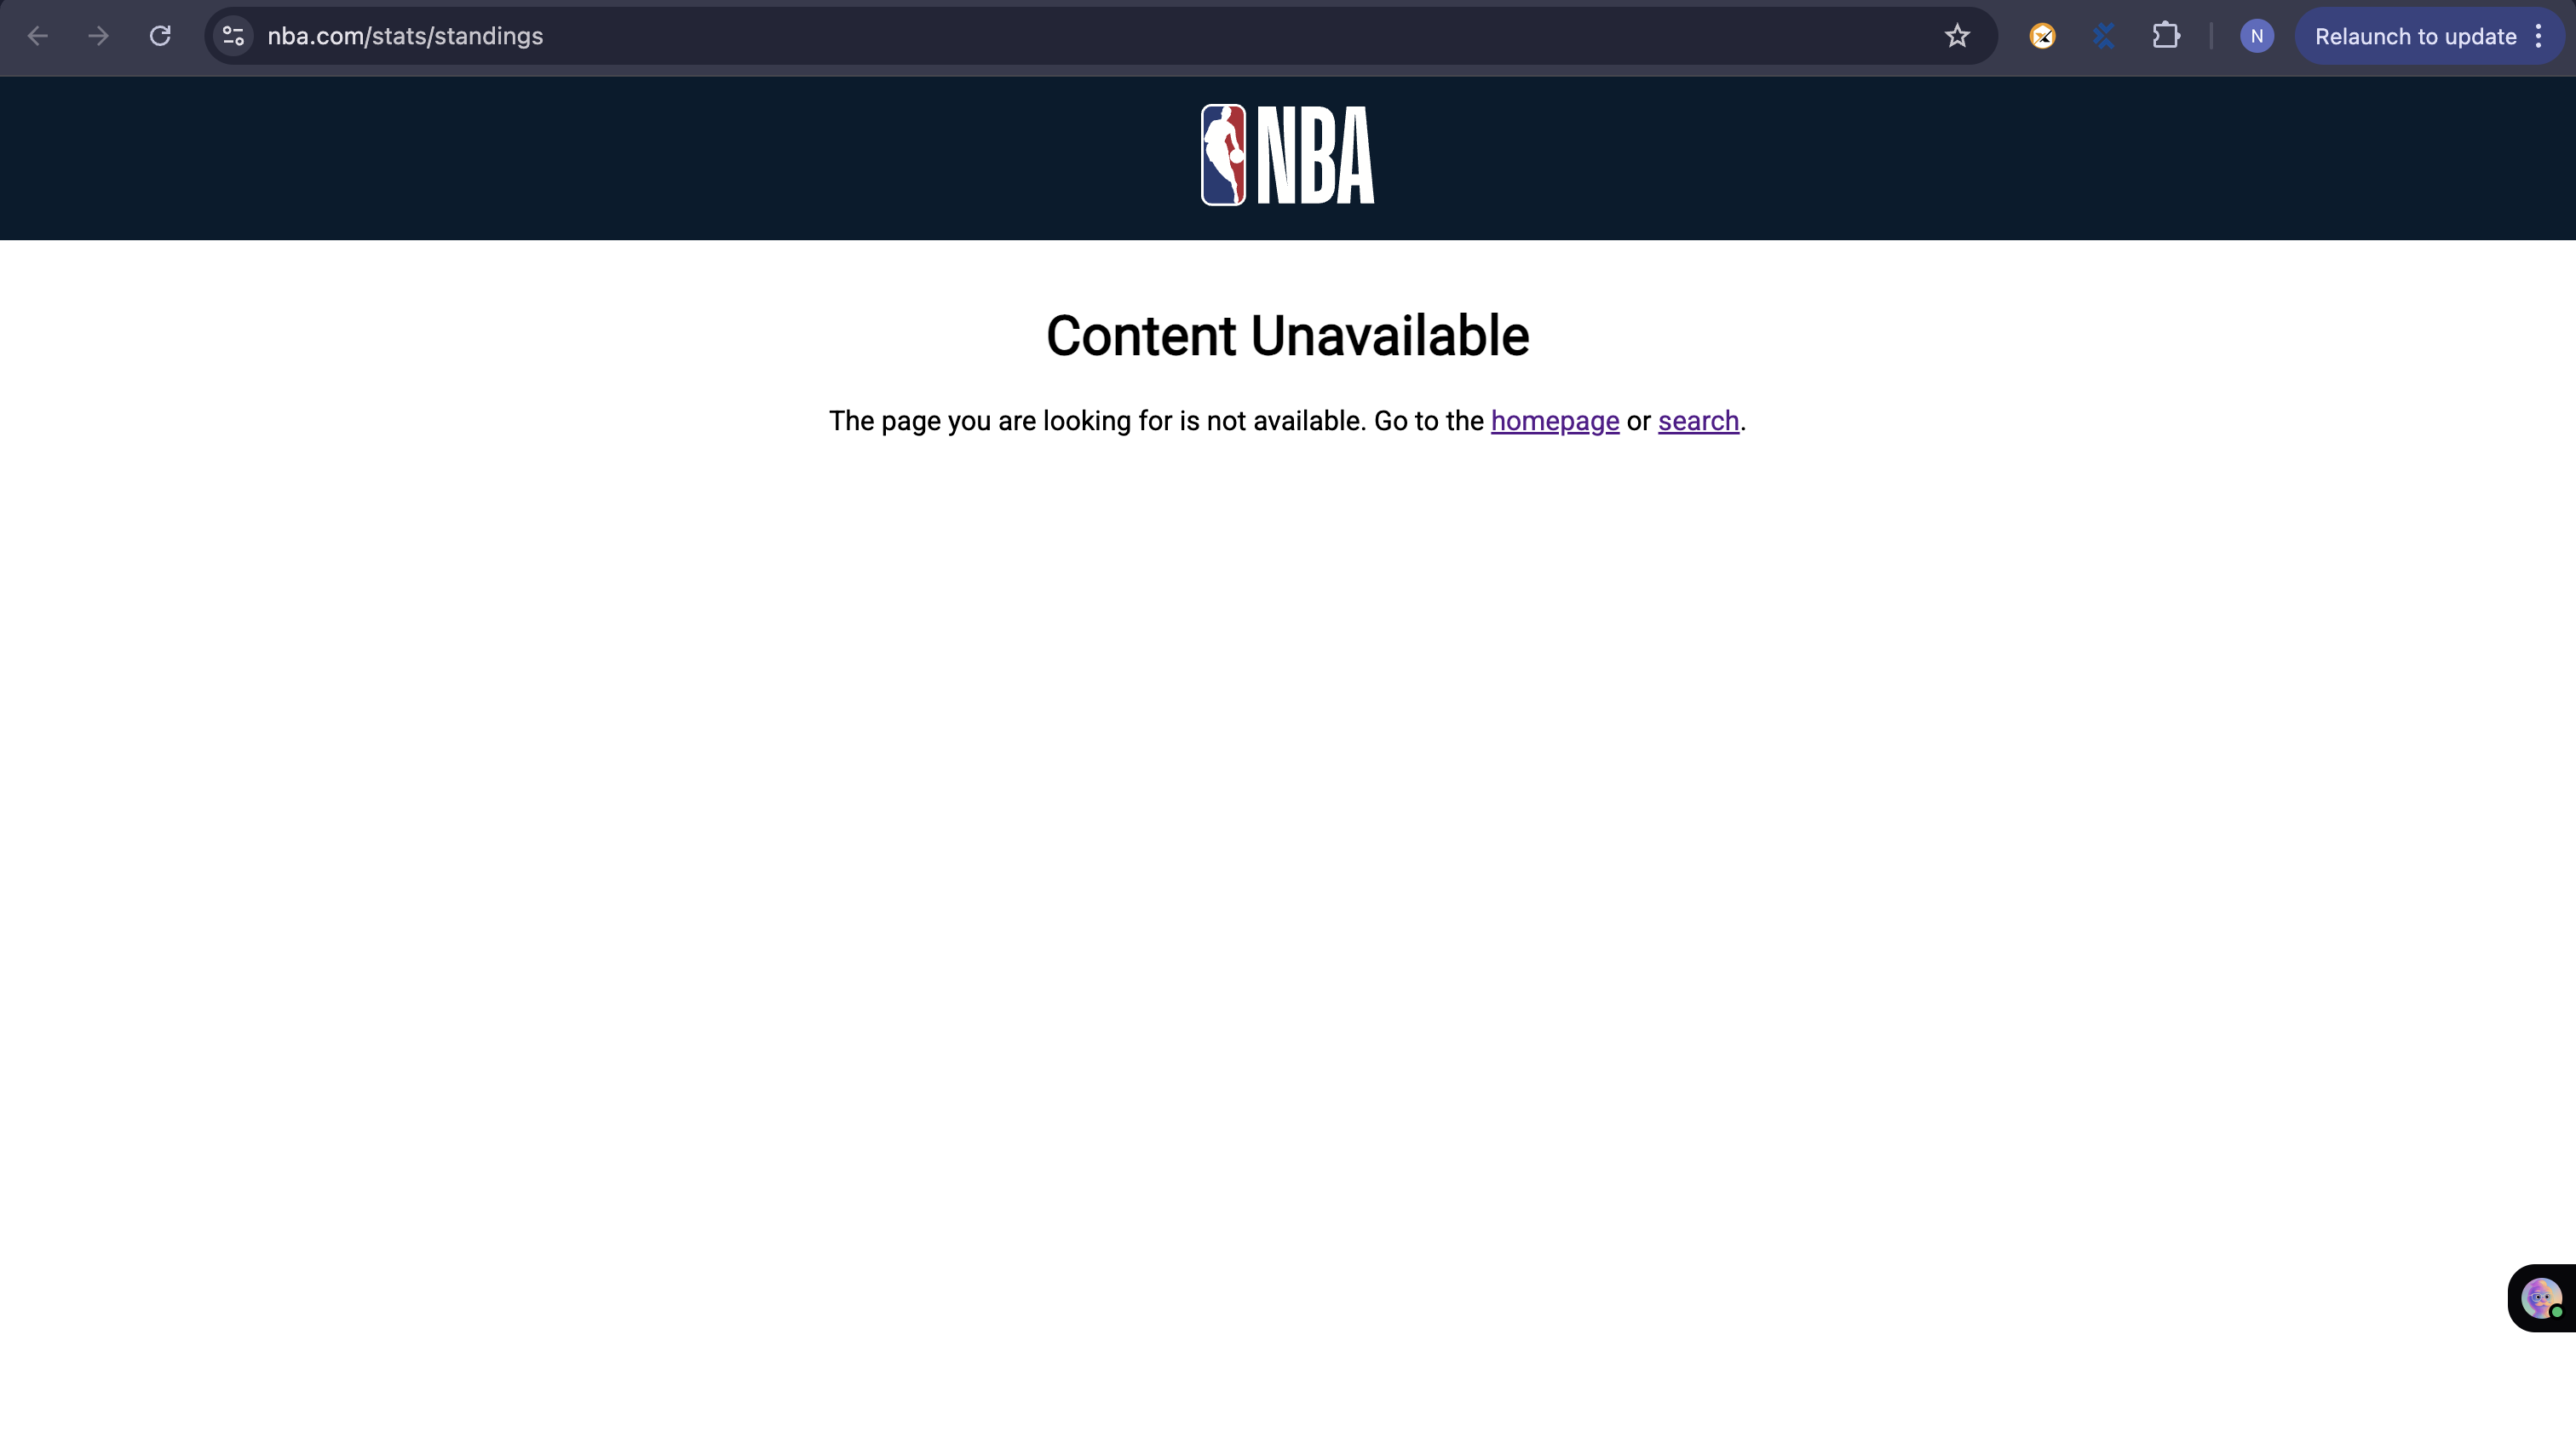 nba.com/stats/standings
N
Relaunch to update
NBA
Content Unavailable
The page you are looking for is not available. Go to the homepage or search.